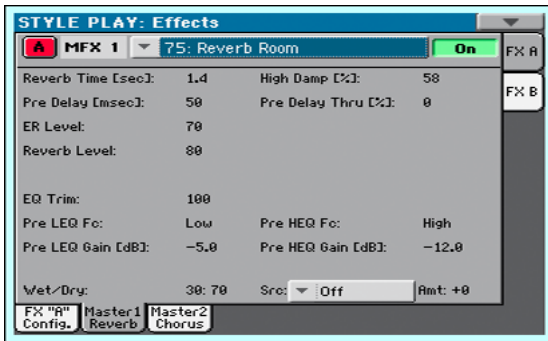 STYLE PLAY: Effects
A MFX 1 75: Reverb Room On
FX A
FX B
Reverb Time [sec]: 1.4 High Damp [%]: 58
Pre Delay [msec]: 50 Pre Delay Thru [%]: 0
ER Level: 70
Reverb Level: 80
EQ Trim: 100
Pre LEQ Fc: Low Pre HEQ Fc: High
Pre LEQ Gain [dB]: -5.0 Pre HEQ Gain [dB]: -12.0
Wet/Dry: 30:70 Src: Off Amt: +0
FX "A" Config.
Master1 Reverb
Master2 Chorus